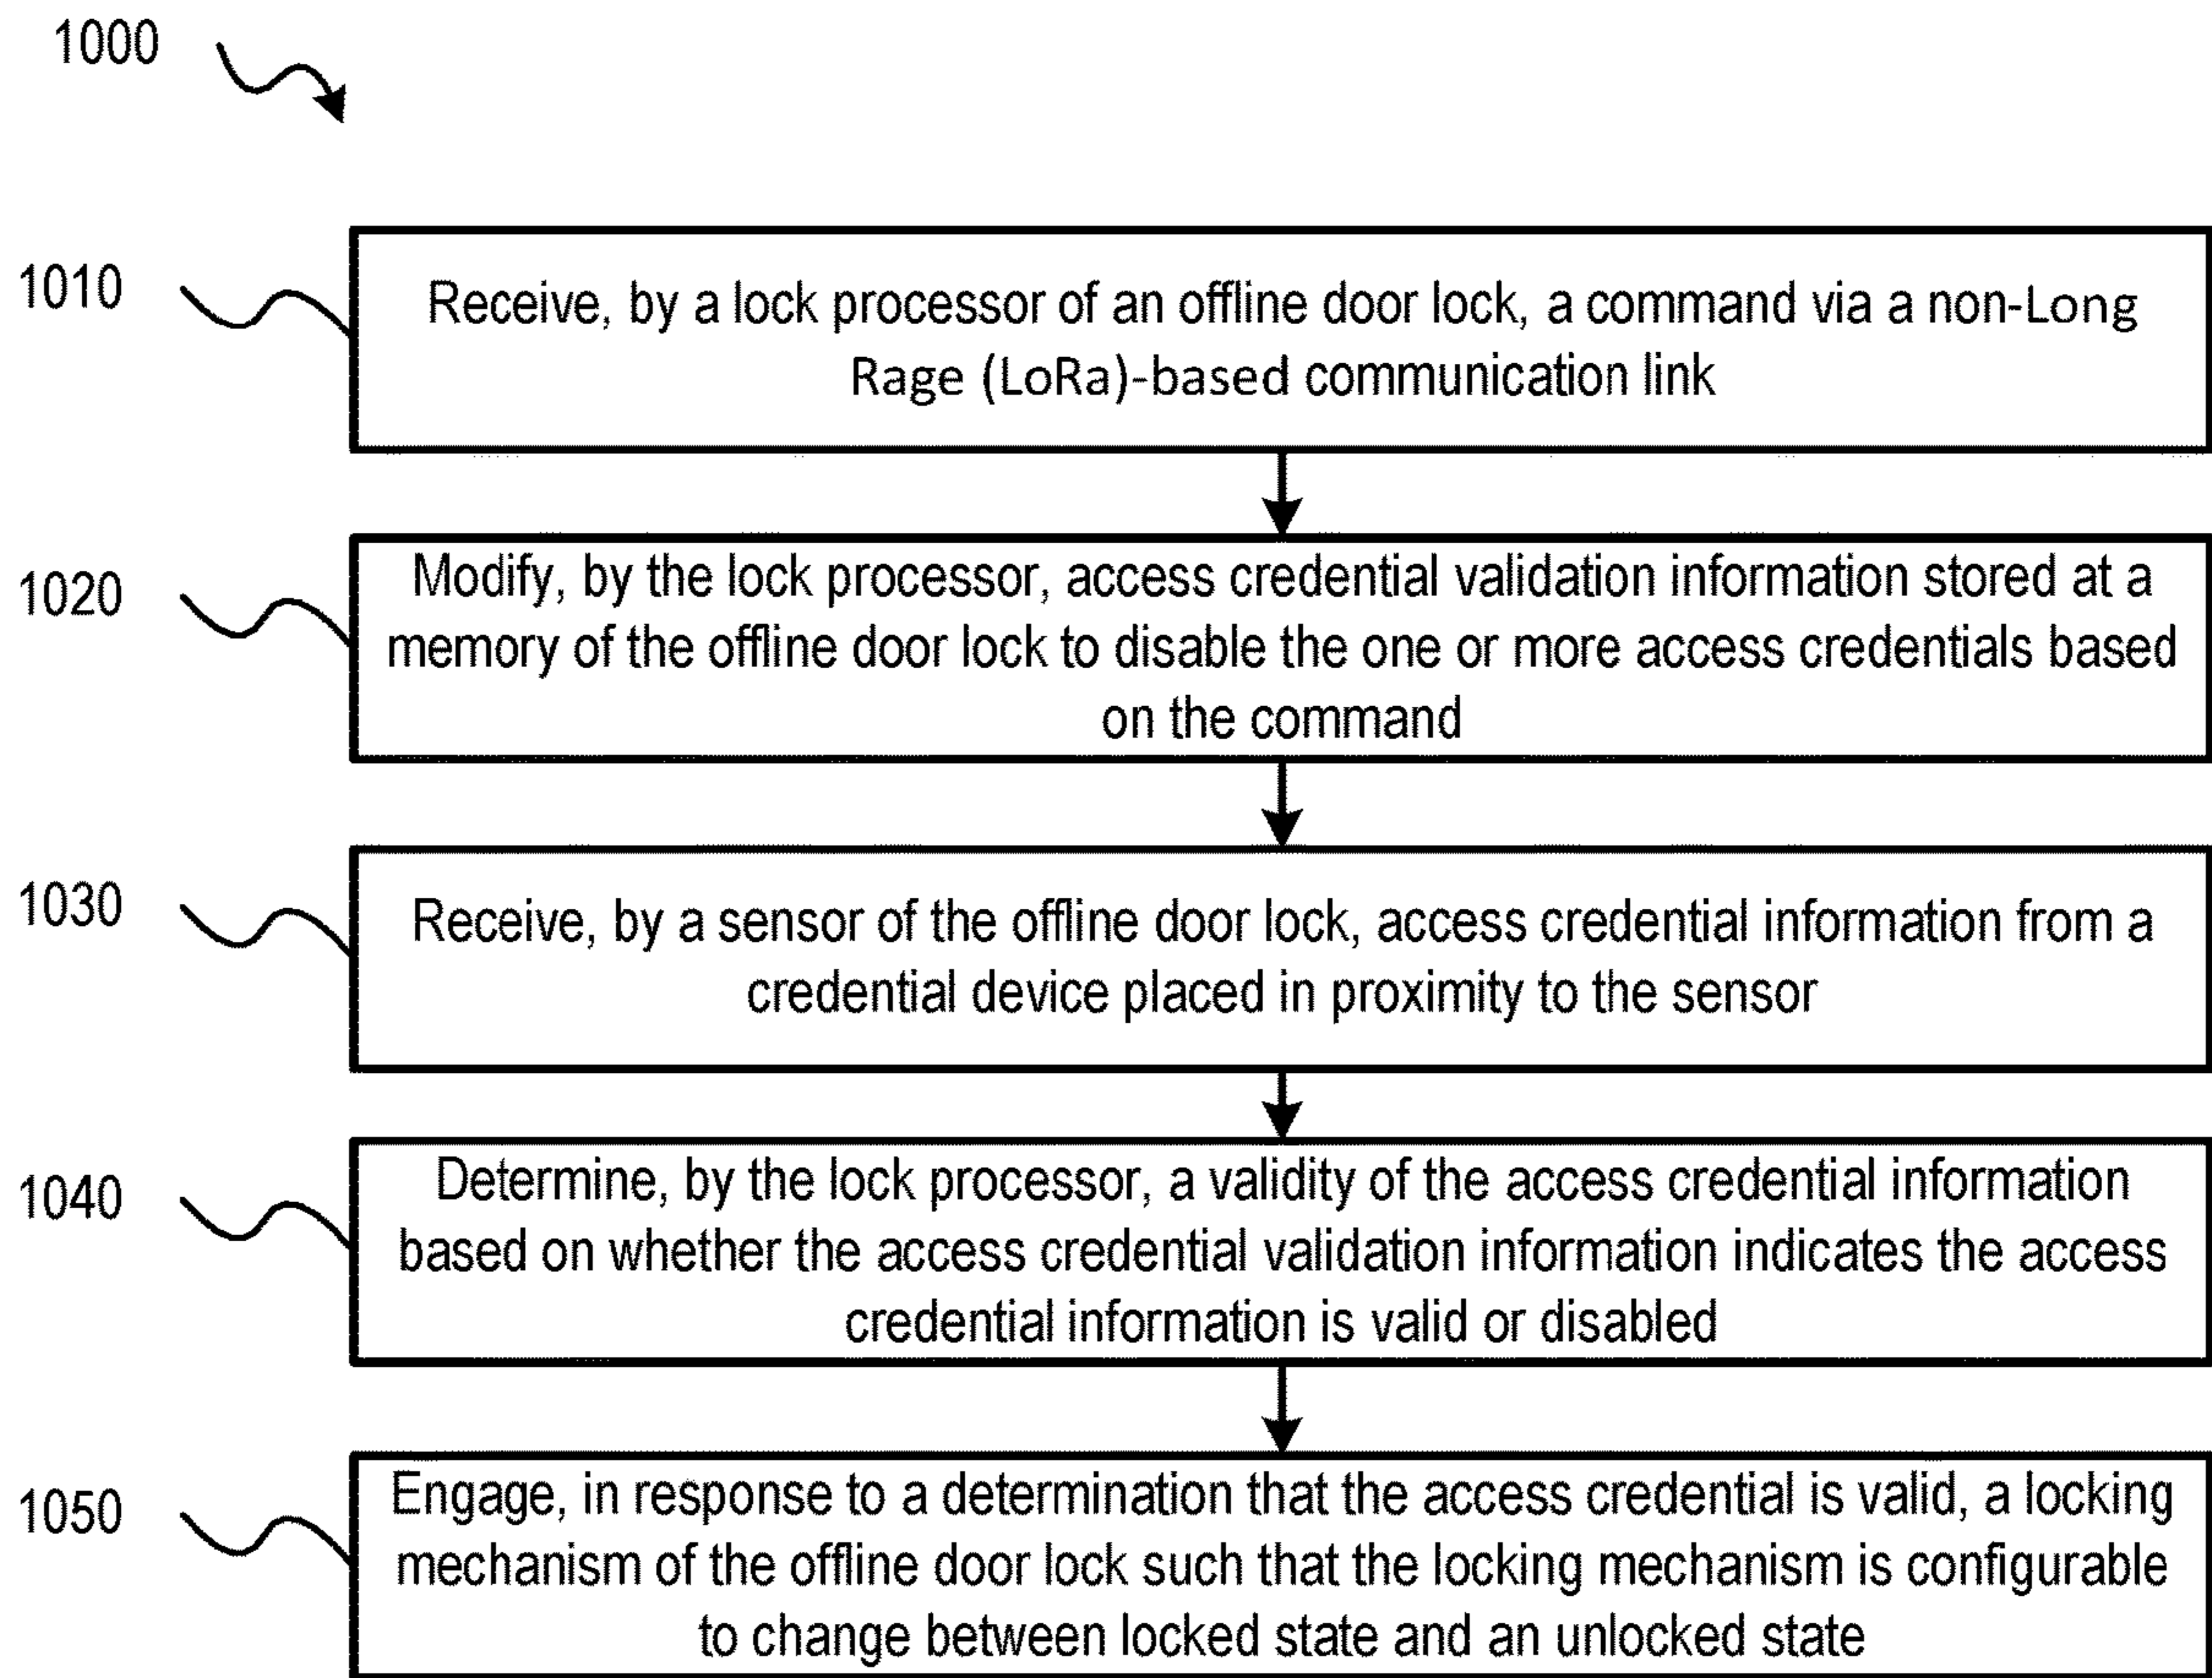 1000
1010
Receive, by a lock processor of an offline door lock, a command via a non-Long
Rage (LoRa)-based communication link
1020
Modify, by the lock processor, access credential validation information stored at a
memory of the offline door lock to disable the one or more access credentials based
on the command
1030
Receive, by a sensor of the offline door lock, access credential information from a
credential device placed in proximity to the sensor
1040
Determine, by the lock processor, a validity of the access credential information
based on whether the access credential validation information indicates the access
credential information is valid or disabled
1050
Engage, in response to a determination that the access credential is valid, a locking
mechanism of the offline door lock such that the locking mechanism is configurable
to change between locked state and an unlocked state